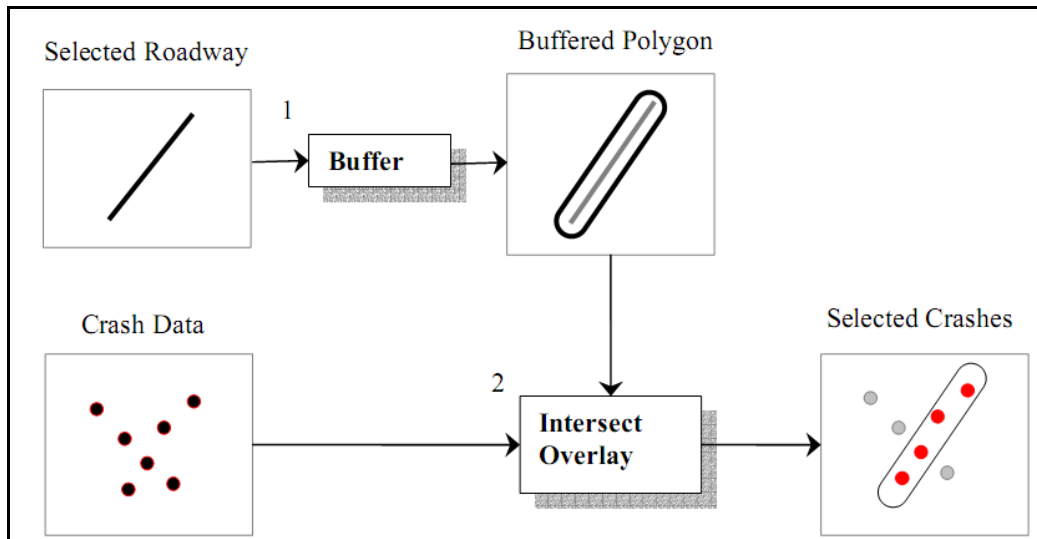 Selected Roadway
Buffered Polygon
1
Buffer
Crash Data
Selected Crashes
2
Intersect
Overlay